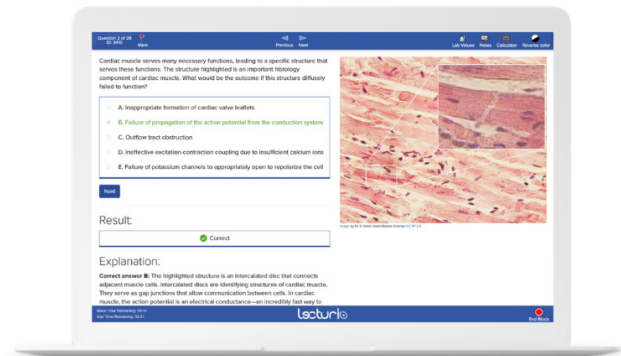 Question 2 of 28
Mark
Previous Next
Lab Values Notes Calculator Reverse color
Cardiac muscle serves many necessary functions, leading to a specific structure that
serves these functions. The structure highlighted is an important histology
component of cardiac muscle. What would be the outcome if this structure diffusely
failed to function?
A. Inappropriate formation of cardiac valve leaflets
B. Failure of propagation of the action potential from the conduction system
C. Outflow tract obstruction
D. Ineffective excitation-contraction coupling due to insufficient calcium ions
E. Failure of potassium channels to appropriately open to repolarize the cell
Next
Result:
Correct
Explanation:
Correct answer B: The highlighted structure is an intercalated disc that connects
adjacent muscle cells. Intercalated discs are identifying structures of cardiac muscle.
They serve as gap junctions that allow communication between cells. In cardiac
muscle, the action potential is an electrical conductance—an incredibly fast way to
Block Time Remaining
Day Time Remaining
Lecturio
End Block